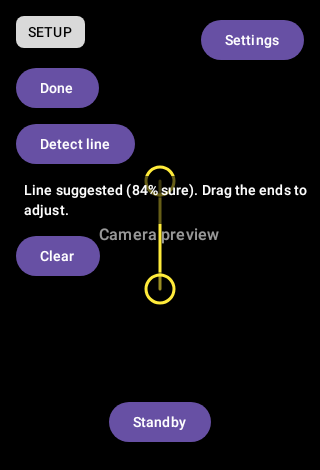 SETUP
Settings
Done
Detect line
Line suggested (84% sure). Drag the ends to
adjust.
Camera preview
Clear
Standby